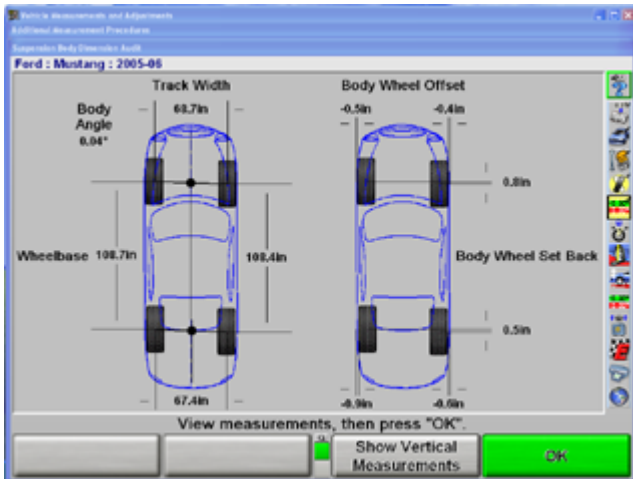 Vehicle Measurements and Adjustments
Additional Measurement Procedures
Suspension Body Dimension Audit
Ford : Mustang : 2005-06
Track Width
Body Wheel Offset
Body
Angle
0.04°
68.7in
-0.5in
-0.4in
0.8in
Wheelbase
108.7in
108.4in
Body Wheel Set Back
0.5in
67.4in
-0.9in
-0.6in
View measurements, then press "OK".
Show Vertical
Measurements
OK